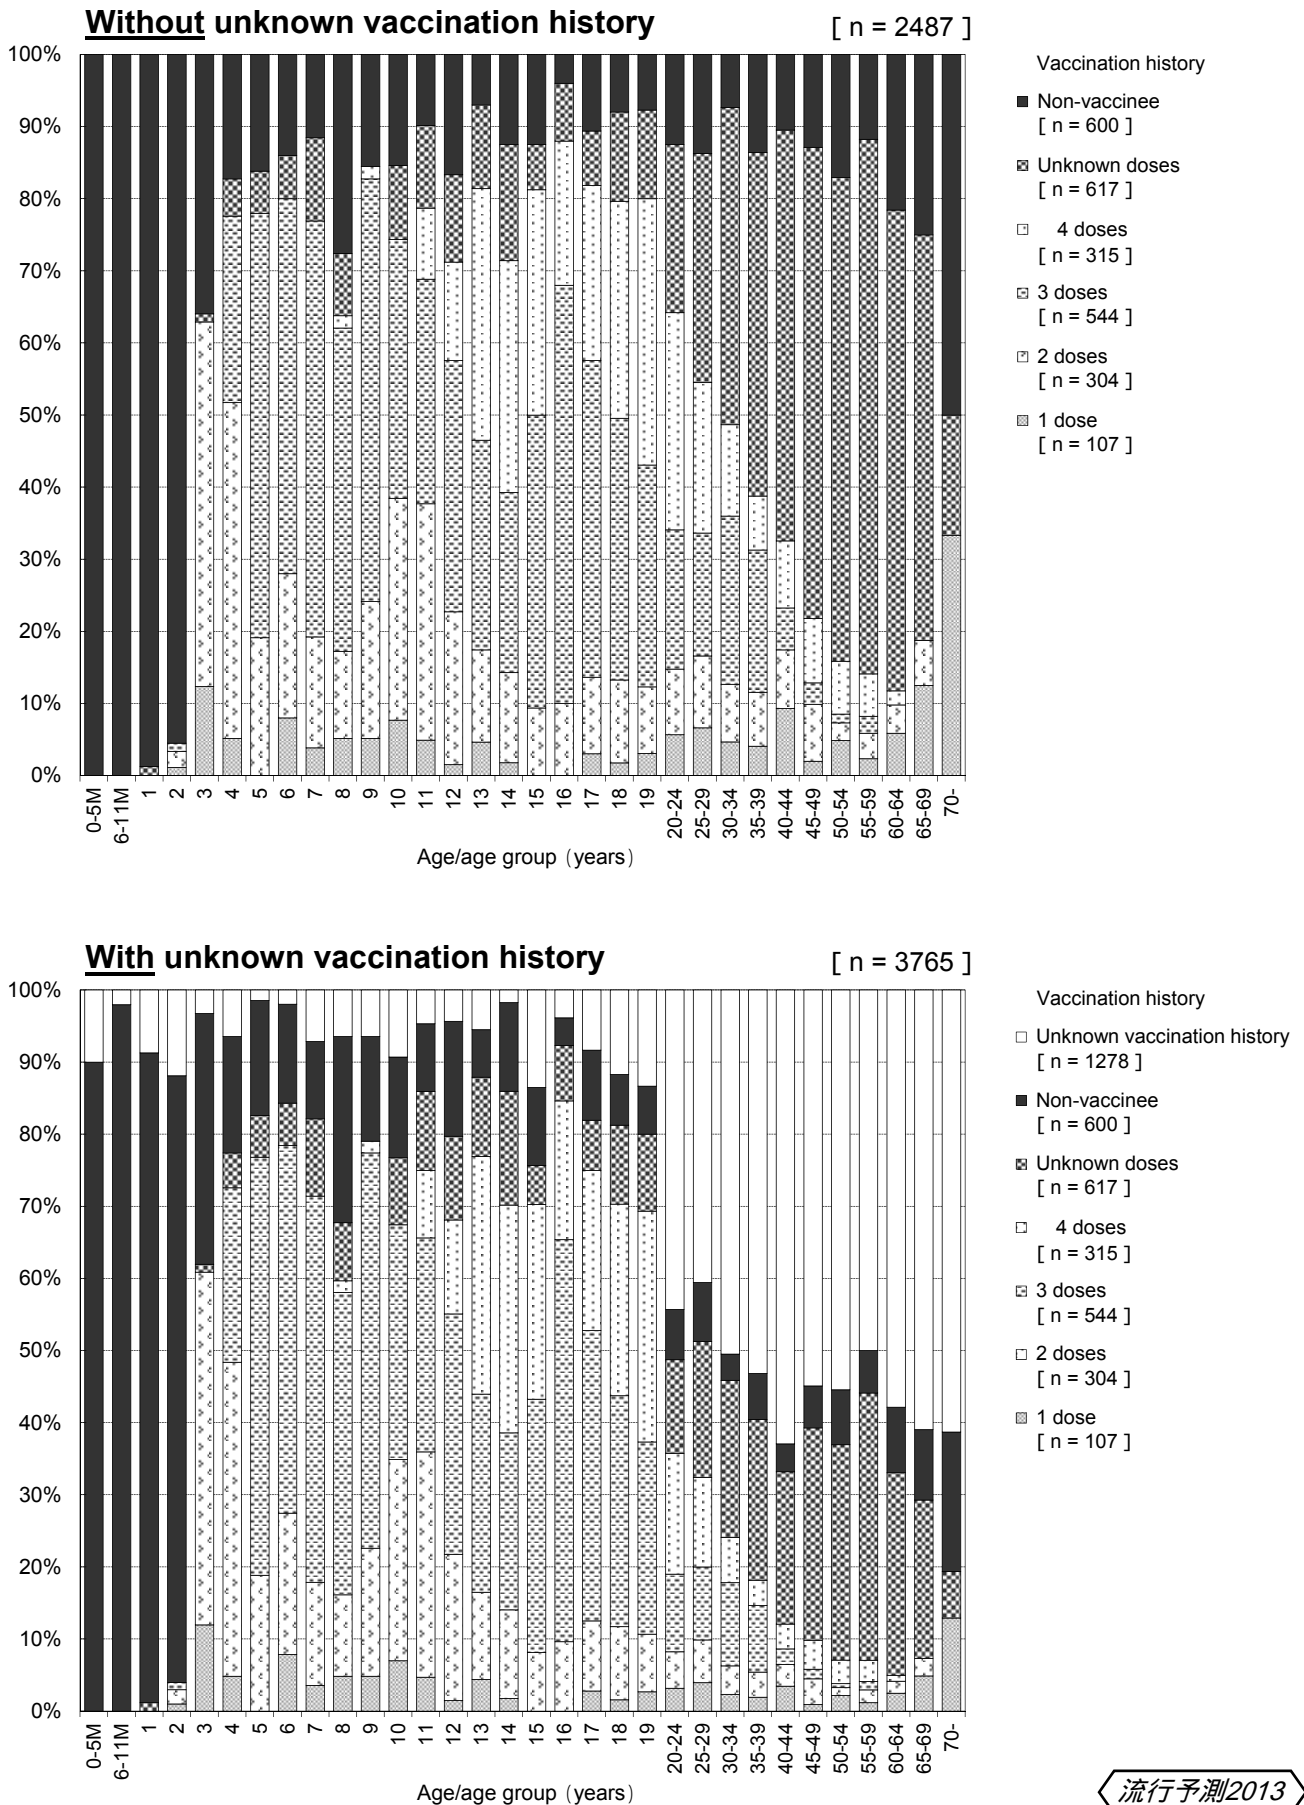 Without unknown vaccination history [ n = 2487 ]
100%
90%
80%
70%
60%
50%
40%
30%
20%
10%
0%
0-5M 6-11M 1 2 3 4 5 6 7 8 9 10 11 12 13 14 15 16 17 18 19 20-24 25-29 30-34 35-39 40-44 45-49 50-54 55-59 60-64 65-69 70-
Age/age group (years)
Vaccination history
Non-vaccinee
[ n = 600 ]
Unknown doses
[ n = 617 ]
4 doses
[ n = 315 ]
3 doses
[ n = 544 ]
2 doses
[ n = 304 ]
1 dose
[ n = 107 ]
With unknown vaccination history [ n = 3765 ]
100%
90%
80%
70%
60%
50%
40%
30%
20%
10%
0%
0-5M 6-11M 1 2 3 4 5 6 7 8 9 10 11 12 13 14 15 16 17 18 19 20-24 25-29 30-34 35-39 40-44 45-49 50-54 55-59 60-64 65-69 70-
Age/age group (years)
Vaccination history
Unknown vaccination history
[ n = 1278 ]
Non-vaccinee
[ n = 600 ]
Unknown doses
[ n = 617 ]
4 doses
[ n = 315 ]
3 doses
[ n = 544 ]
2 doses
[ n = 304 ]
1 dose
[ n = 107 ]
流行予測2013